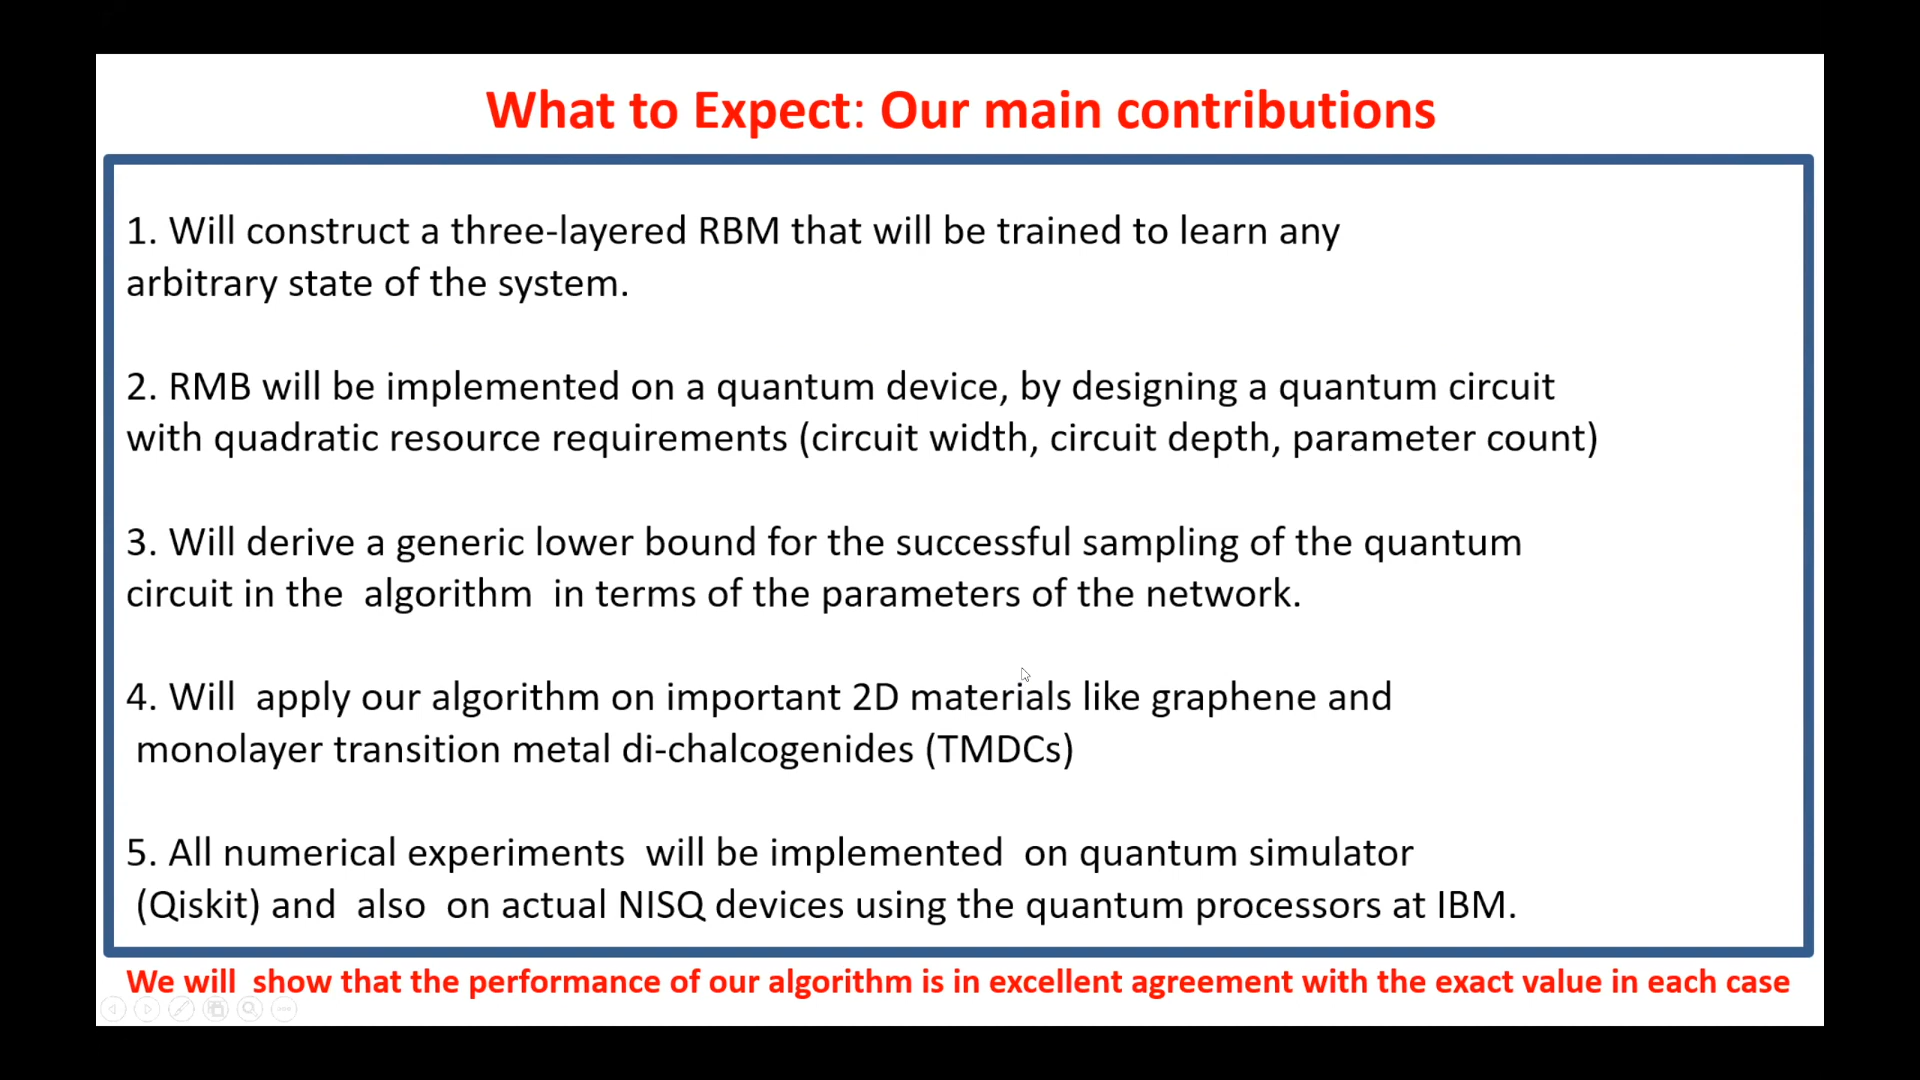 What to Expect: Our main contributions
1. Will construct a three-layered RBM that will be trained to learn any
arbitrary state of the system.
2. RMB will be implemented on a quantum device, by designing a quantum circuit
with quadratic resource requirements (circuit width, circuit depth, parameter count)
3. Will derive a generic lower bound for the successful sampling of the quantum
circuit in the algorithm in terms of the parameters of the network.
4. Will apply our algorithm on important 2D materials like graphene and
monolayer transition metal di-chalcogenides (TMDCs)
5. All numerical experiments will be implemented on quantum simulator
(Qiskit) and also on actual NISQ devices using the quantum processors at IBM.
We will show that the performance of our algorithm is in excellent agreement with the exact value in each case